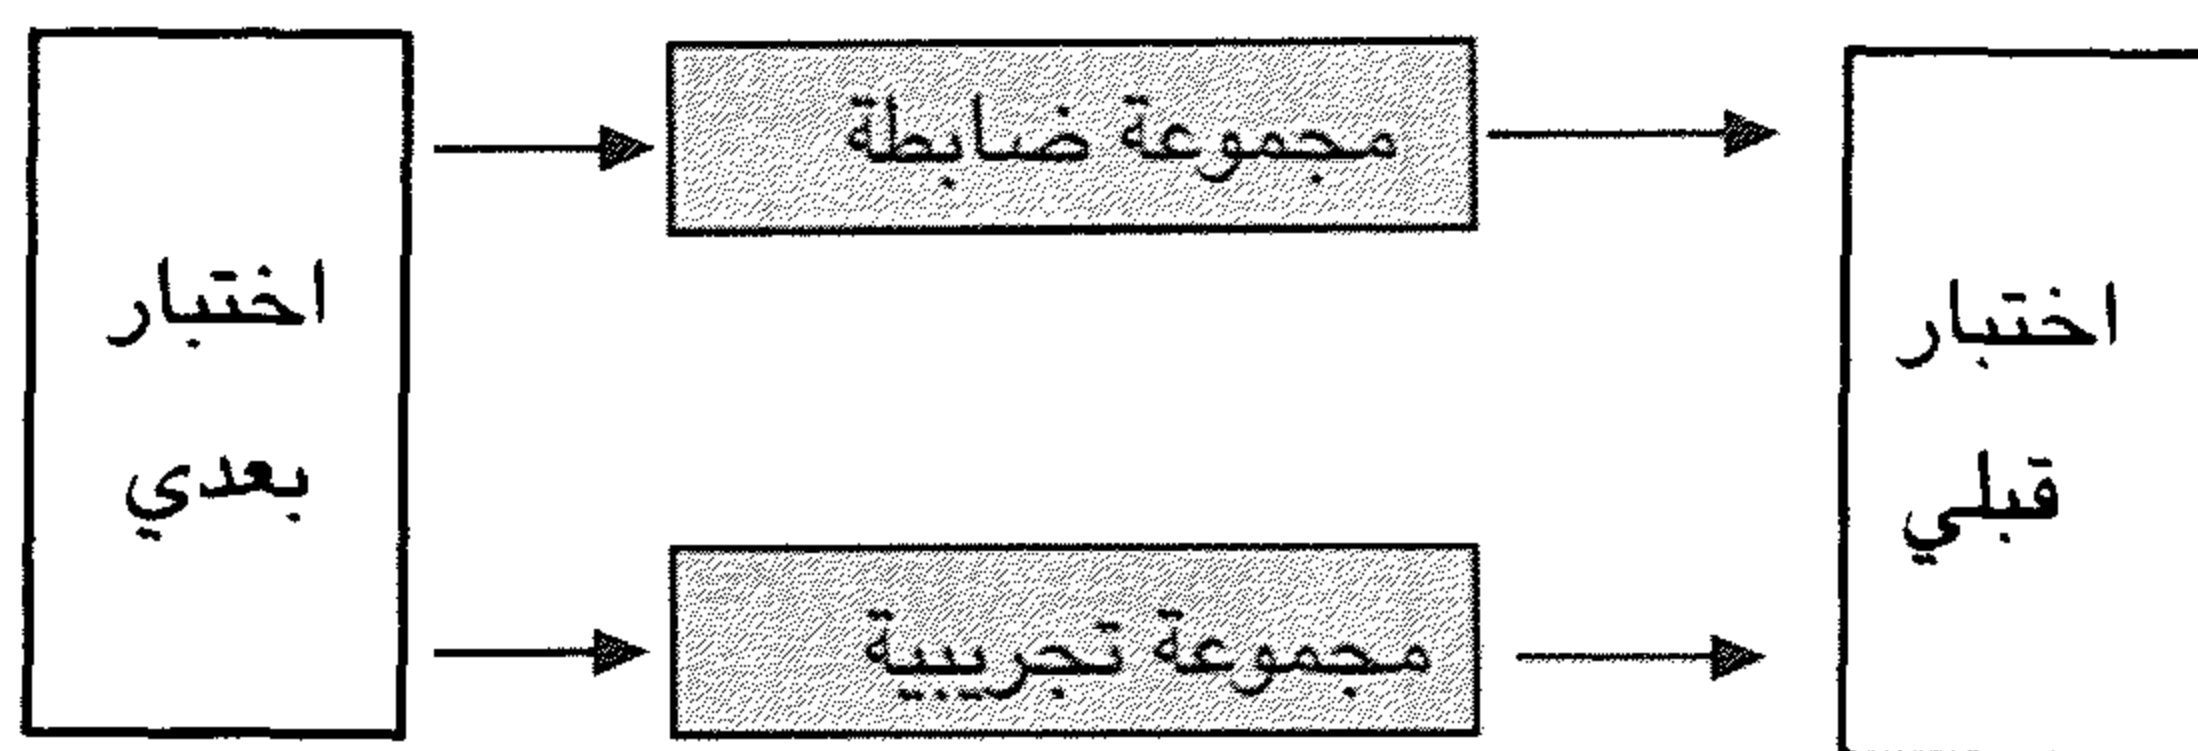 اختبار
قبلي
مجموعة ضابطة
مجموعة تجريبية
اختبار
بعدي